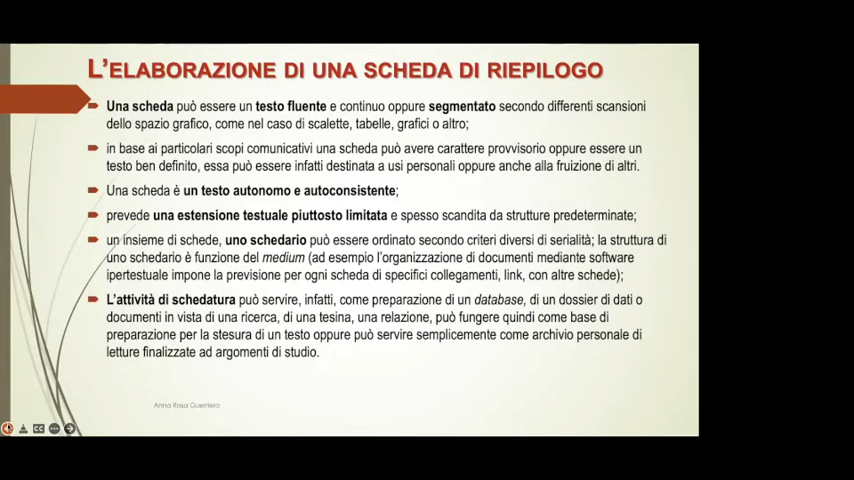 L'ELABORAZIONE DI UNA SCHEDA DI RIEPILOGO
Una scheda può essere un testo fluente e continuo oppure segmentato secondo differenti scansioni
dello spazio grafico, come nel caso di scalette, tabelle, grafici o altro;
in base ai particolari scopi comunicativi una scheda può avere carattere provvisorio oppure essere un
testo ben definito, essa può essere infatti destinata a usi personali oppure anche alla fruizione di altri.
Una scheda è un testo autonomo e autoconsistente;
prevede una estensione testuale piuttosto limitata e spesso scandita da strutture predeterminate;
un insieme di schede, uno schedario può essere ordinato secondo criteri diversi di serialità; la struttura di
uno schedario è funzione del medium (ad esempio l'organizzazione di documenti mediante software
ipertestuale impone la previsione per ogni scheda di specifici collegamenti, link, con altre schede);
L'attività di schedatura può servire, infatti, come preparazione di un database, di un dossier di dati o
documenti in vista di una ricerca, di una tesina, una relazione, può fungere quindi come base di
preparazione per la stesura di un testo oppure può servire semplicemente come archivio personale di
letture finalizzate ad argomenti di studio.
Anna Rosa Guerriero
CC